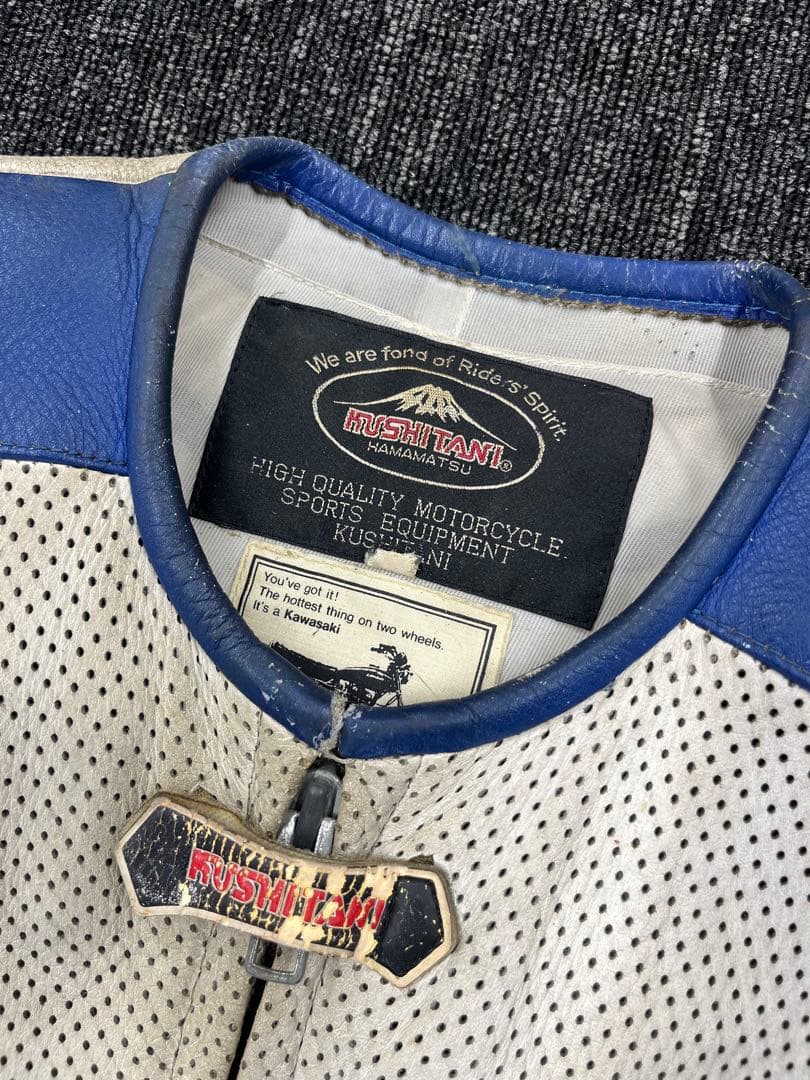 We are fond of Riders' Spirit.
KUSHITANI®
HAMAMATSU
HIGH QUALITY MOTORCYCLE
SPORTS EQUIPMENT
KUSHITANI
You've got it!
The hottest thing on two wheels.
It's a Kawasaki
KUSHITANI